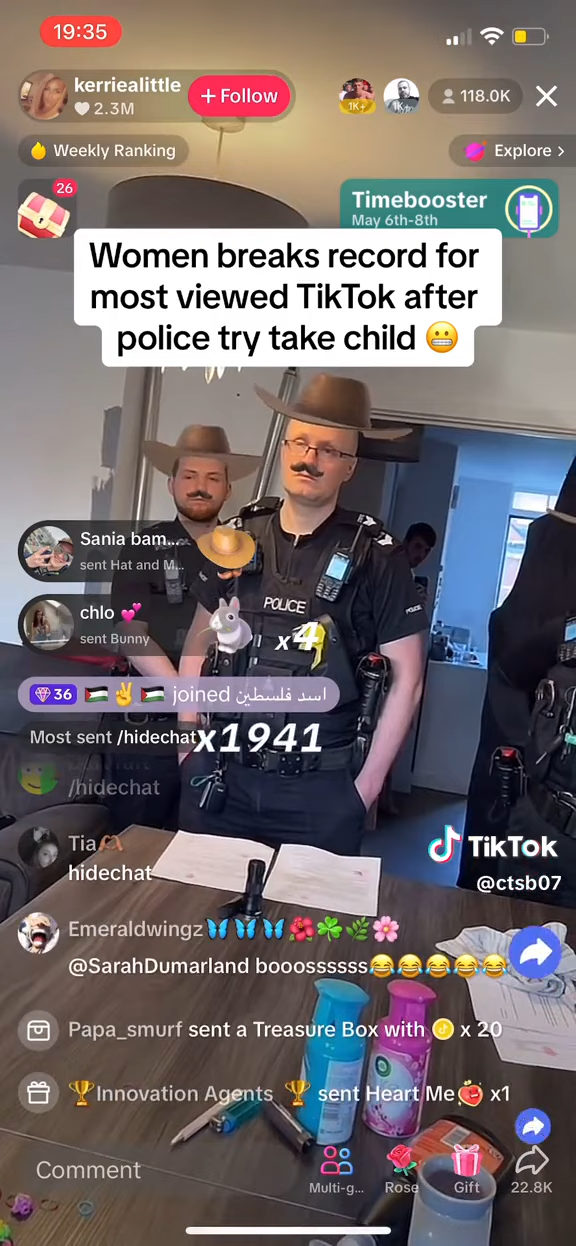 19:35
kerriealittle
2.3M
+ Follow
1K+
118.0K
Weekly Ranking
Explore >
26
Timebooster
May 6th-8th
Women breaks record for
most viewed TikTok after
police try take child 😬
Sania bam...
sent Hat and M...
POLICE
POLICE
chlo 💕
sent Bunny
x4
36 🇵🇸✌️🇵🇸 joined اسد فلسطين
Most sent /hidechat x1941
/hidechat
Tia🫶🏽
hidechat
TikTok
@ctsb07
Emeraldwingz🦋🦋🦋🌺☘️🌿🌸
@SarahDumarland booossssss😂😂😂😂😂
Papa_smurf sent a Treasure Box with x 20
🏆Innovation Agents 🏆 sent Heart Me x1
Comment
Multi-g...
Rose
Gift
22.8K